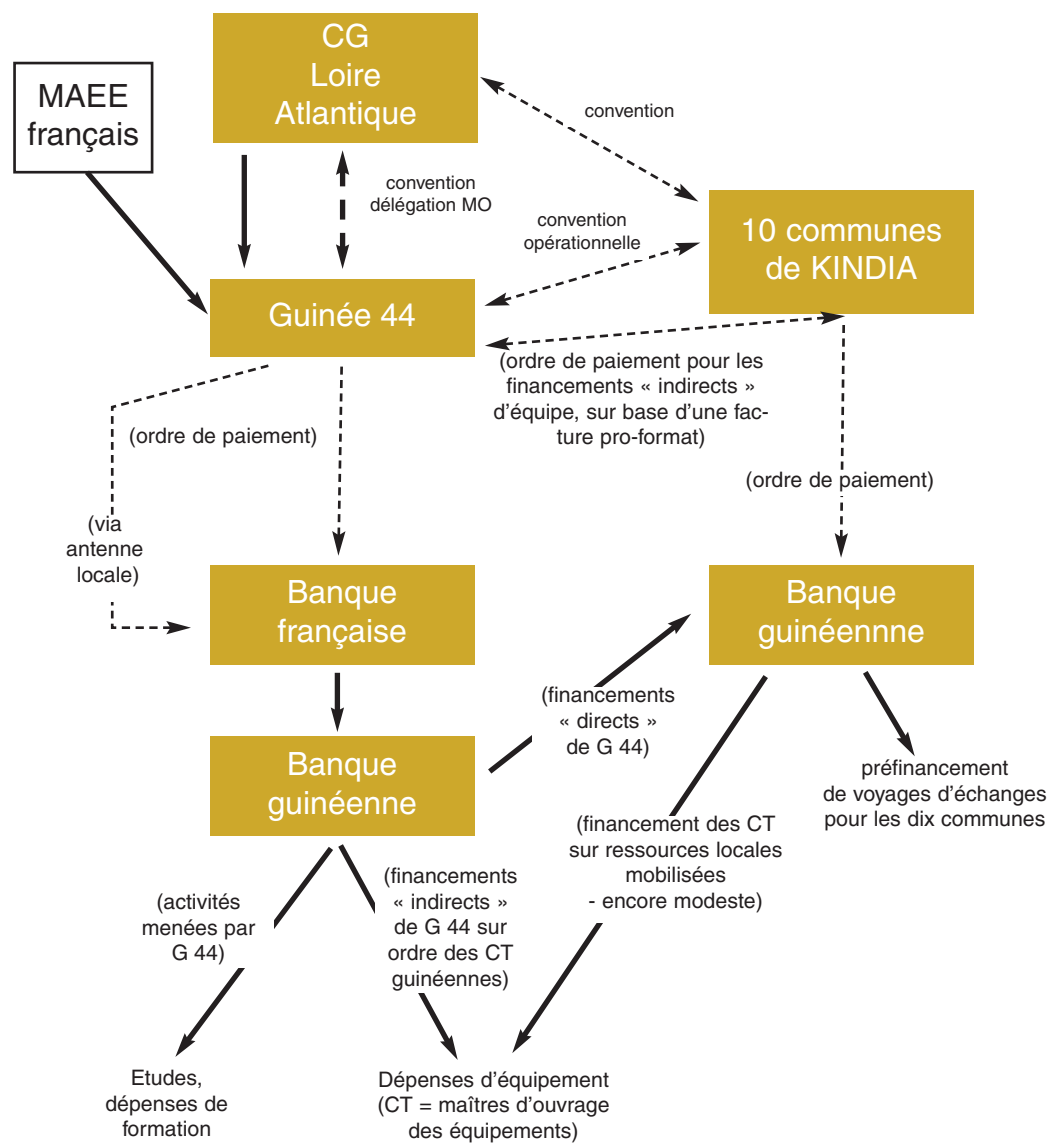 CG
Loire
Atlantique
MAEE
français
convention
convention
délégation MO
convention
opérationnelle
10 communes
de KINDIA
Guinée 44
(ordre de paiement pour les
financements « indirects »
d'équipe, sur base d'une fac-
ture pro-format)
(ordre de paiement)
(ordre de paiement)
(via
antenne
locale)
Banque
française
Banque
guinéennne
(financements
« directs »
de G 44)
Banque
guinéenne
préfinancement
de voyages d'échanges
pour les dix communes
(financement des CT
sur ressources locales
mobilisées
- encore modeste)
(activités
menées par
G 44)
(financements
« indirects »
de G 44 sur
ordre des CT
guinéennes)
Etudes,
dépenses de
formation
Dépenses d'équipement
(CT = maîtres d'ouvrage
des équipements)